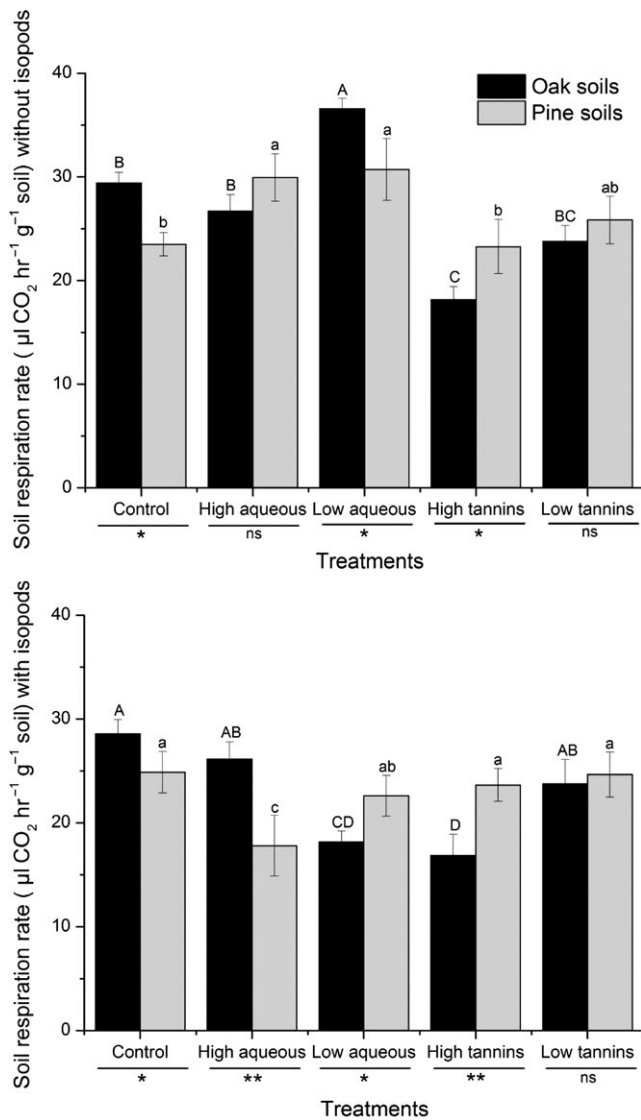 Soil respiration rate ( µl CO₂ hr⁻¹ g⁻¹ soil) without isopods
40
30
20
10
0
Oak soils
Pine soils
B
b
B
a
A
a
C
b
BC
ab
Control
High aqueous
Low aqueous
High tannins
Low tannins
*
ns
*
*
ns
Treatments
Soil respiration rate ( µl CO₂ hr⁻¹ g⁻¹ soil) with isopods
40
30
20
10
0
A
a
AB
c
CD
ab
D
a
AB
a
Control
High aqueous
Low aqueous
High tannins
Low tannins
*
**
*
**
ns
Treatments